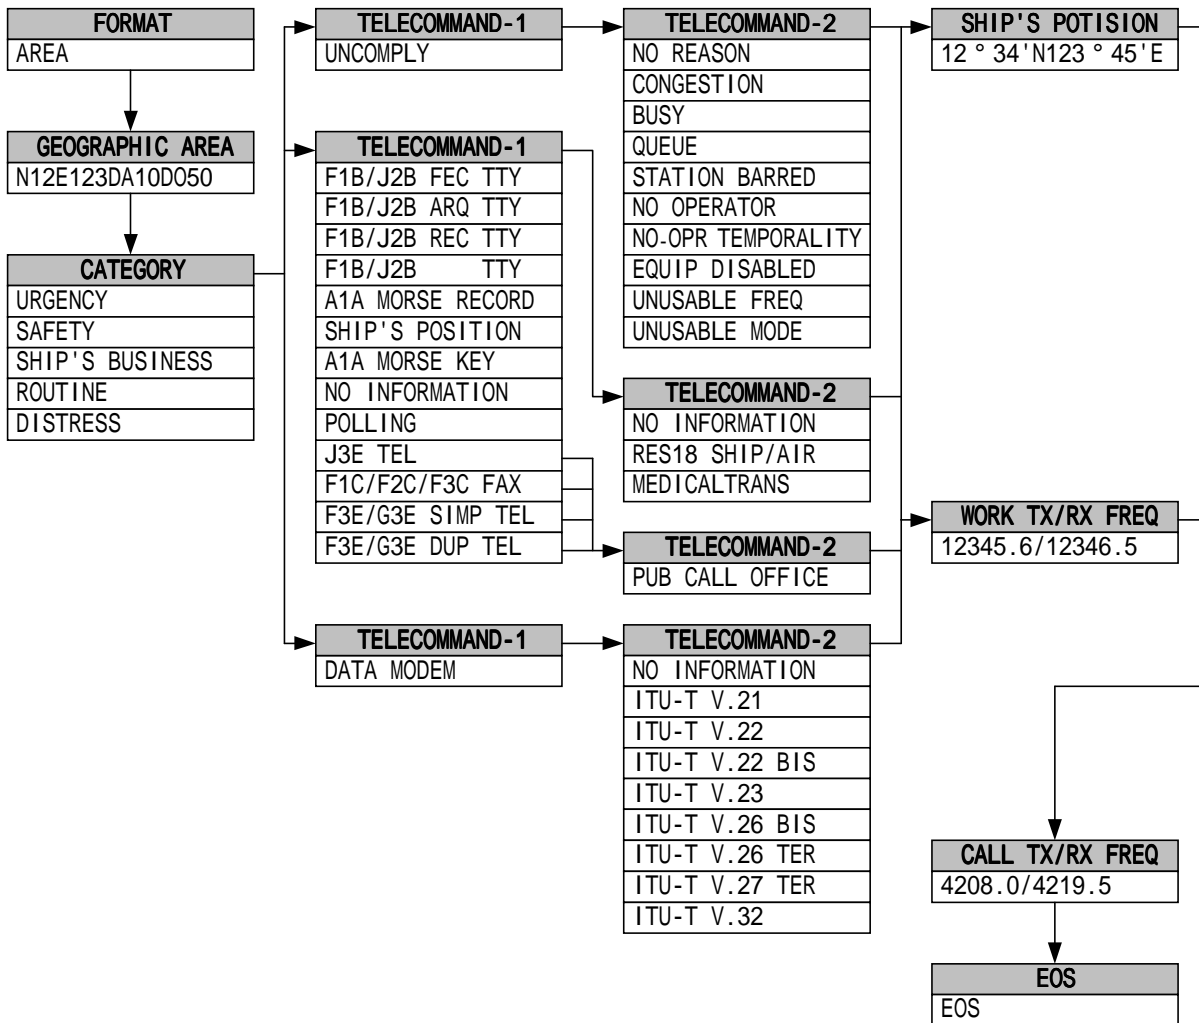 FORMAT
AREA
GEOGRAPHIC AREA
N12E123DA10DO50
CATEGORY
URGENCY
SAFETY
SHIP'S BUSINESS
ROUTINE
DISTRESS
TELECOMMAND-1
UNCOMPLY
TELECOMMAND-1
F1B/J2B FEC TTY
F1B/J2B ARQ TTY
F1B/J2B REC TTY
F1B/J2B TTY
A1A MORSE RECORD
SHIP'S POSITION
A1A MORSE KEY
NO INFORMATION
POLLING
J3E TEL
F1C/F2C/F3C FAX
F3E/G3E SIMP TEL
F3E/G3E DUP TEL
TELECOMMAND-1
DATA MODEM
TELECOMMAND-2
NO REASON
CONGESTION
BUSY
QUEUE
STATION BARRED
NO OPERATOR
NO-OPR TEMPORALITY
EQUIP DISABLED
UNUSABLE FREQ
UNUSABLE MODE
TELECOMMAND-2
NO INFORMATION
RES18 SHIP/AIR
MEDICALTRANS
TELECOMMAND-2
PUB CALL OFFICE
TELECOMMAND-2
NO INFORMATION
ITU-T V.21
ITU-T V.22
ITU-T V.22 BIS
ITU-T V.23
ITU-T V.26 BIS
ITU-T V.26 TER
ITU-T V.27 TER
ITU-T V.32
SHIP'S POTISION
12°34'N123°45'E
WORK TX/RX FREQ
12345.6/12346.5
CALL TX/RX FREQ
4208.0/4219.5
EOS
EOS